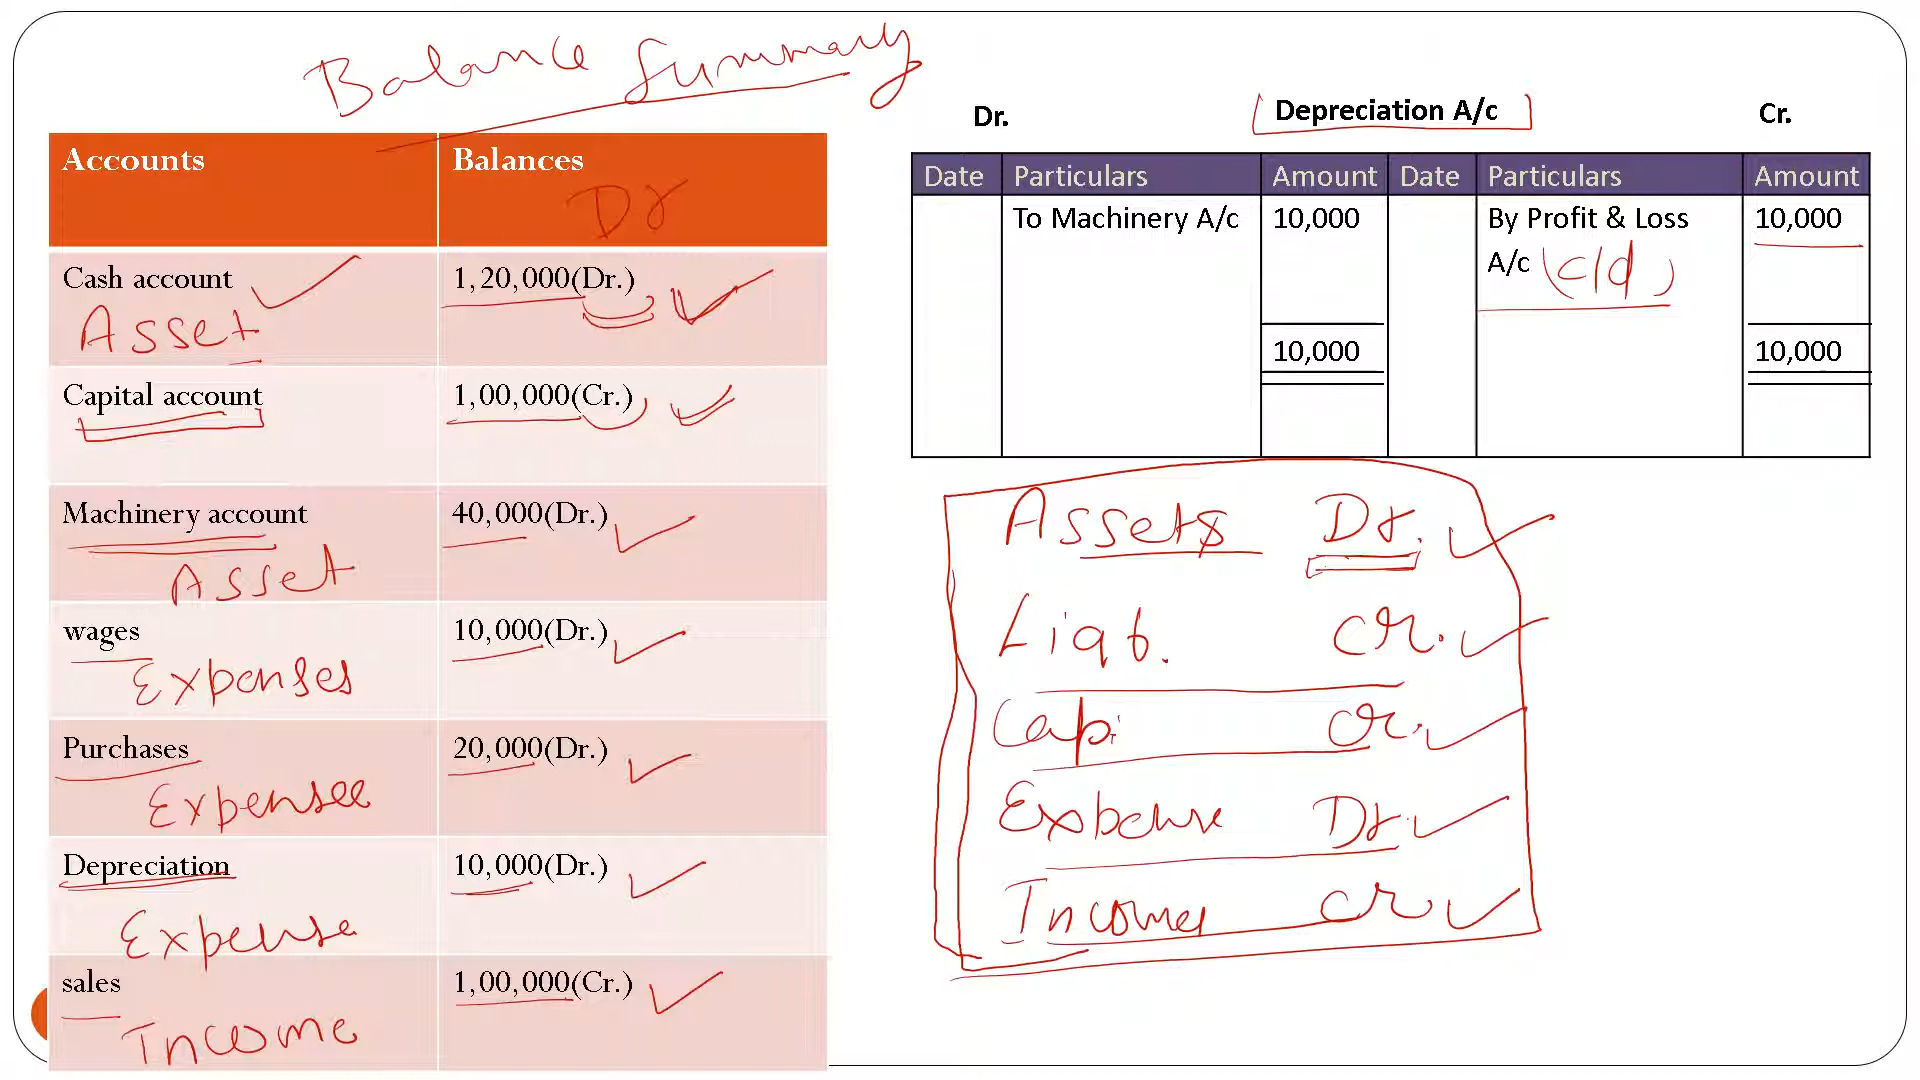 Balance Summary
Accounts Balances
Dr
Cash account 1,20,000(Dr.)
Asset
Capital account 1,00,000(Cr.)
Machinery account 40,000(Dr.)
Asset
wages 10,000(Dr.)
Expenses
Purchases 20,000(Dr.)
Expense
Depreciation 10,000(Dr.)
Expense
sales 1,00,000(Cr.)
Income
Dr. Depreciation A/c Cr.
Date Particulars Amount Date Particulars Amount
To Machinery A/c 10,000 By Profit & Loss 10,000
A/c (c/d)
10,000 10,000
Assets Dr.
Liab. Cr.
Capi Cr.
Expense Dr.
Income Cr.